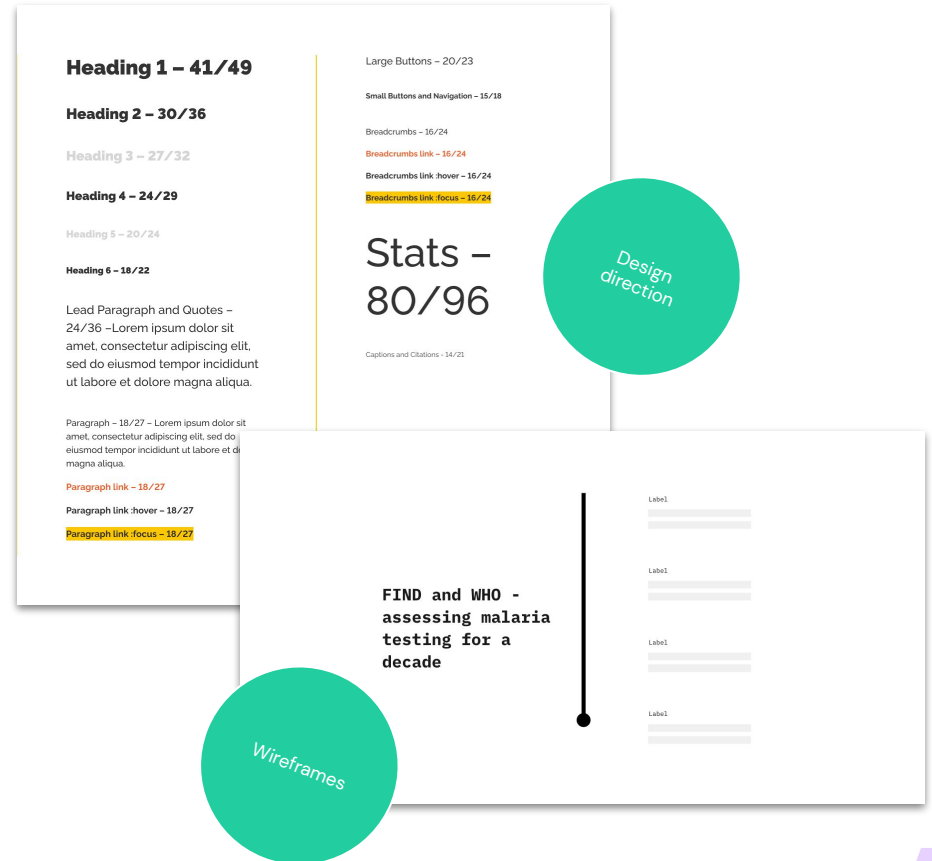 Heading 1 – 41/49
Heading 2 – 30/36
Heading 3 – 27/32
Heading 4 – 24/29
Heading 5 – 20/24
Heading 6 – 18/22
Lead Paragraph and Quotes –
24/36 –Lorem ipsum dolor sit
amet, consectetur adipiscing elit,
sed do eiusmod tempor incididunt
ut labore et dolore magna aliqua.
Paragraph – 18/27 – Lorem ipsum dolor sit
amet, consectetur adipiscing elit, sed do
eiusmod tempor incididunt ut labore et
magna aliqua.
Paragraph link – 18/27
Paragraph link :hover – 18/27
Paragraph link :focus – 18/27
Large Buttons – 20/23
Small Buttons and Navigation – 15/18
Breadcrumbs – 16/24
Breadcrumbs link – 16/24
Breadcrumbs link :hover – 16/24
Breadcrumbs link :focus – 16/24
Stats –
80/96
Captions and Citations - 14/21
Design
direction
FIND and WHO -
assessing malaria
testing for a
decade
Label
Label
Label
Label
Wireframes